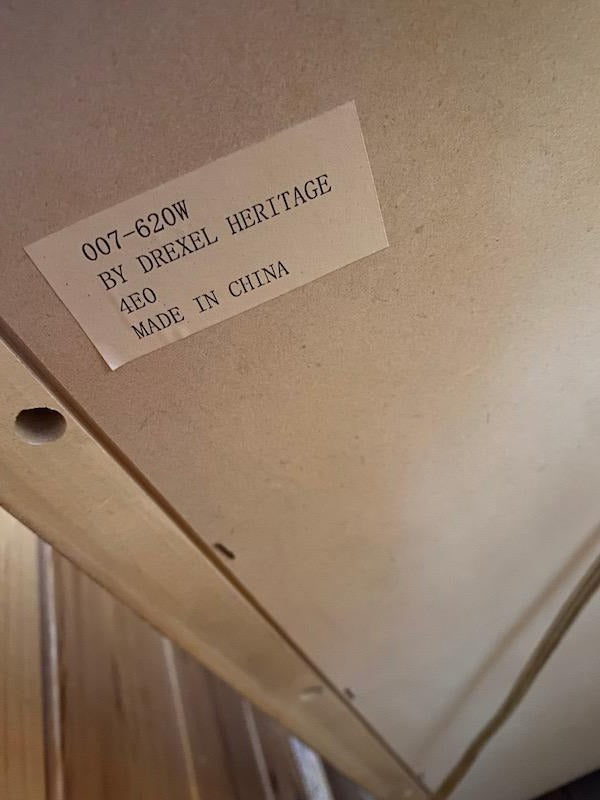 007-620W
BY DREXEL HERITAGE
4E0
MADE IN CHINA